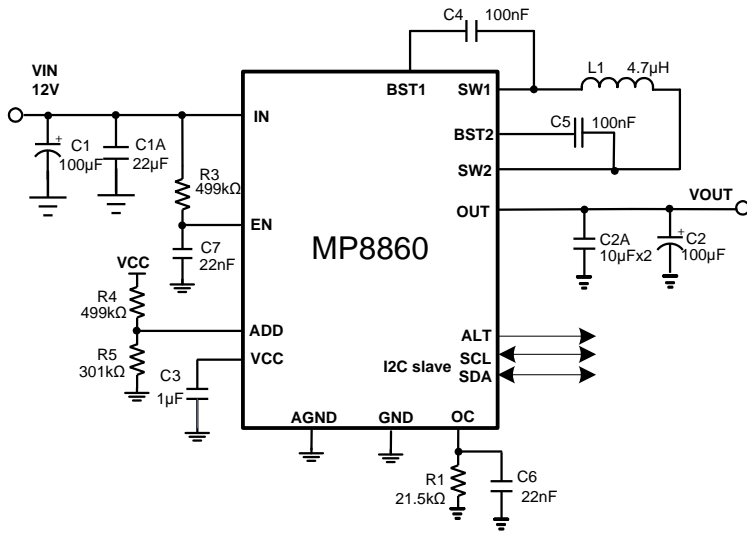 C4
100nF
VIN
12V
BST1
SW1
L1
4.7µH
IN
C5
100nF
BST2
C1
100µF
C1A
22µF
SW2
R3
499kΩ
VOUT
OUT
EN
MP8860
C7
22nF
C2A
10µFx2
C2
100µF
VCC
R4
499kΩ
ADD
ALT
R5
301kΩ
VCC
I2C slave
SCL
SDA
C3
1µF
AGND
GND
OC
R1
21.5kΩ
C6
22nF
+
+